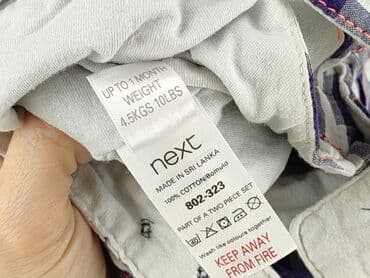 UP TO 1 MONTH
WEIGHT
4.5KGS 10LBS
next
MADE IN SRI LANKA
100% COTTON/Bomuld
802-323
PART OF A TWO PIECE SET
Wash like colours together
KEEP AWAY
FROM FIRE